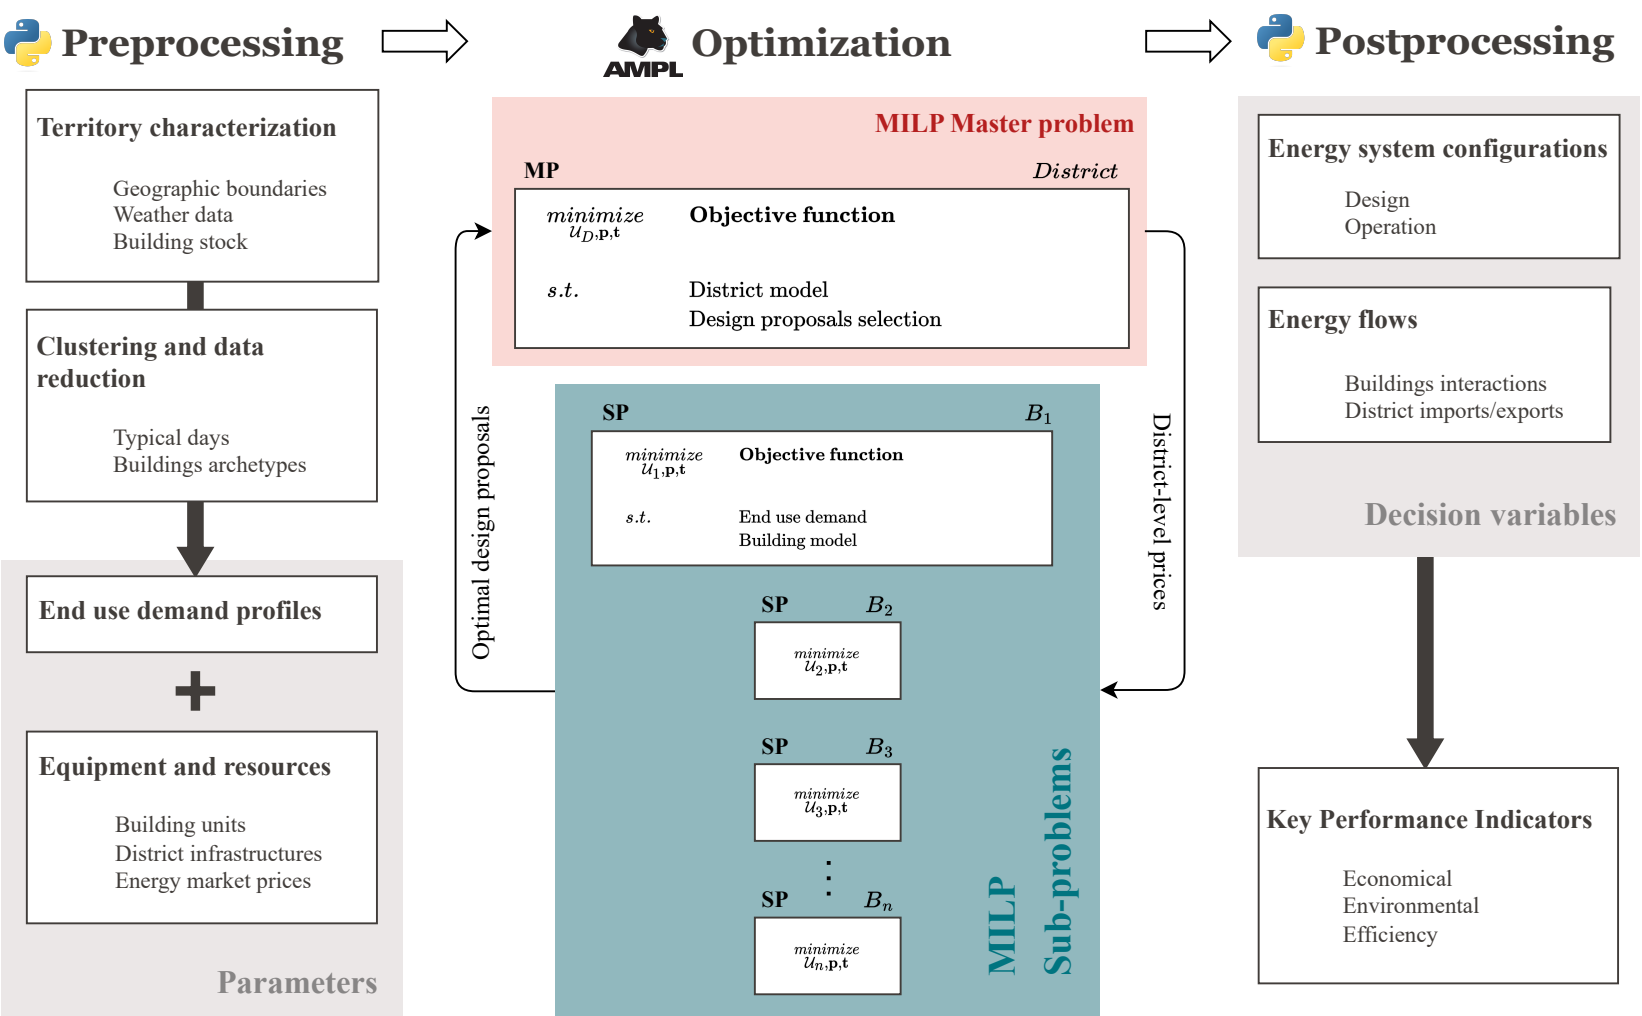 Preprocessing
Territory characterization
Geographic boundaries
Weather data
Building stock
Clustering and data
reduction
Typical days
Buildings archetypes
End use demand profiles
+
Equipment and resources
Building units
District infrastructures
Energy market prices
Parameters
AMPL
Optimization
MILP Master problem
MP District
minimize Objective function
U_D,p,t
s.t. District model
Design proposals selection
Optimal design proposals
District-level prices
SP B_1
minimize Objective function
U_1,p,t
s.t. End use demand
Building model
SP B_2
minimize
U_2,p,t
SP B_3
minimize
U_3,p,t
⋮
SP B_n
minimize
U_n,p,t
MILP
Sub-problems
Postprocessing
Energy system configurations
Design
Operation
Energy flows
Buildings interactions
District imports/exports
Decision variables
Key Performance Indicators
Economical
Environmental
Efficiency